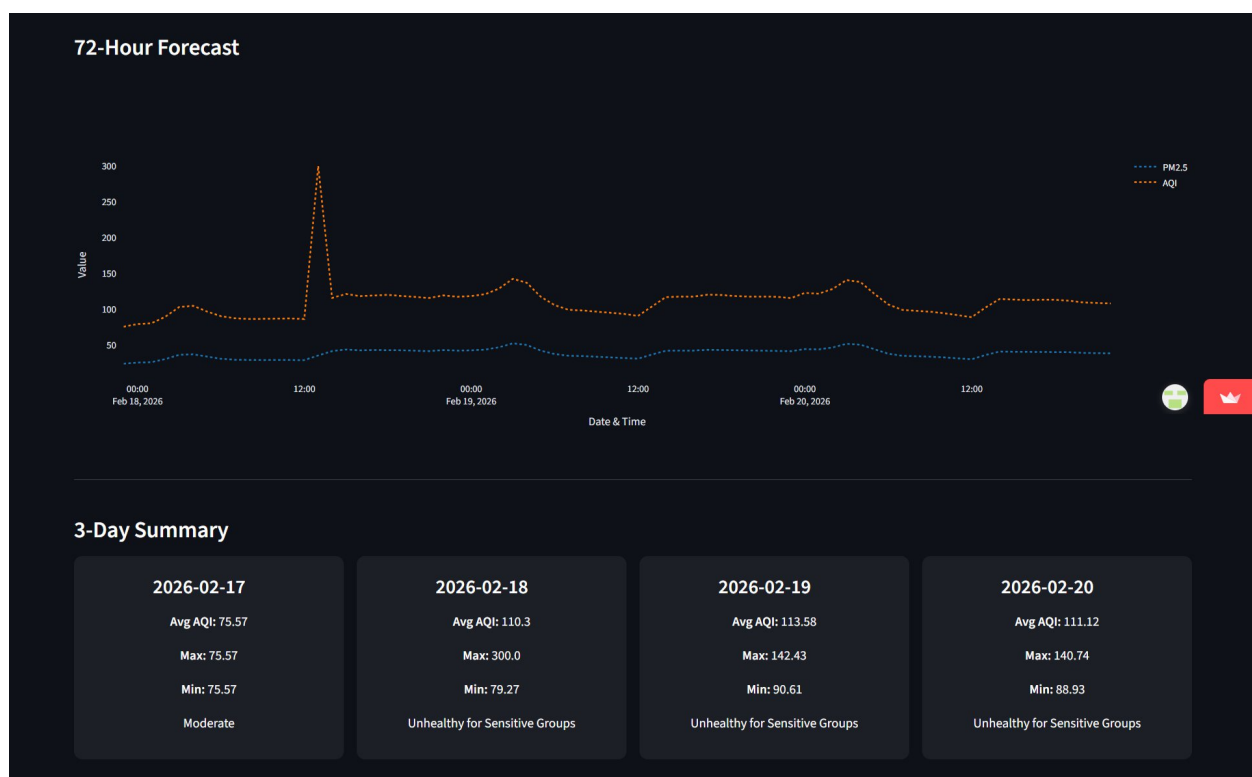 72-Hour Forecast
300
250
200
150
100
50
Value
PM2.5
AQI
00:00
Feb 18, 2026
12:00
00:00
Feb 19, 2026
12:00
00:00
Feb 20, 2026
12:00
Date & Time
3-Day Summary
2026-02-17
Avg AQI: 75.57
Max: 75.57
Min: 75.57
Moderate
2026-02-18
Avg AQI: 110.3
Max: 300.0
Min: 79.27
Unhealthy for Sensitive Groups
2026-02-19
Avg AQI: 113.58
Max: 142.43
Min: 90.61
Unhealthy for Sensitive Groups
2026-02-20
Avg AQI: 111.12
Max: 140.74
Min: 88.93
Unhealthy for Sensitive Groups